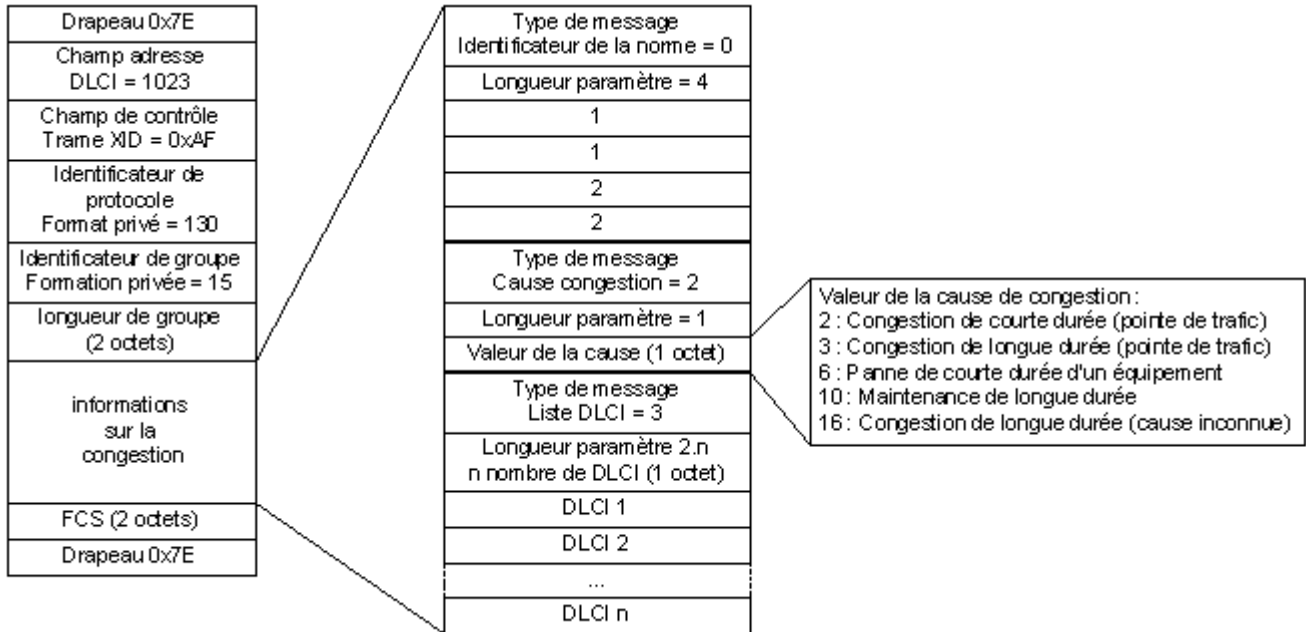 Drapeau 0x7E
Champ adresse
DLCI = 1023
Champ de contrôle
Trame XID = 0xAF
Identificateur de
protocole
Format privé = 130
Identificateur de groupe
Formation privée = 15
longueur de groupe
(2 octets)
informations
sur la
congestion
FCS (2 octets)
Drapeau 0x7E
Type de message
Identificateur de la norme = 0
Longueur paramètre = 4
1
1
2
2
Type de message
Cause congestion = 2
Longueur paramètre = 1
Valeur de la cause (1 octet)
Type de message
Liste DLCI = 3
Longueur paramètre 2.n
n nombre de DLCI (1 octet)
DLCI 1
DLCI 2
...
DLCI n
Valeur de la cause de congestion :
2 : Congestion de courte durée (pointe de trafic)
3 : Congestion de longue durée (pointe de trafic)
6 : Panne de courte durée d'un équipement
10 : Maintenance de longue durée
16 : Congestion de longue durée (cause inconnue)